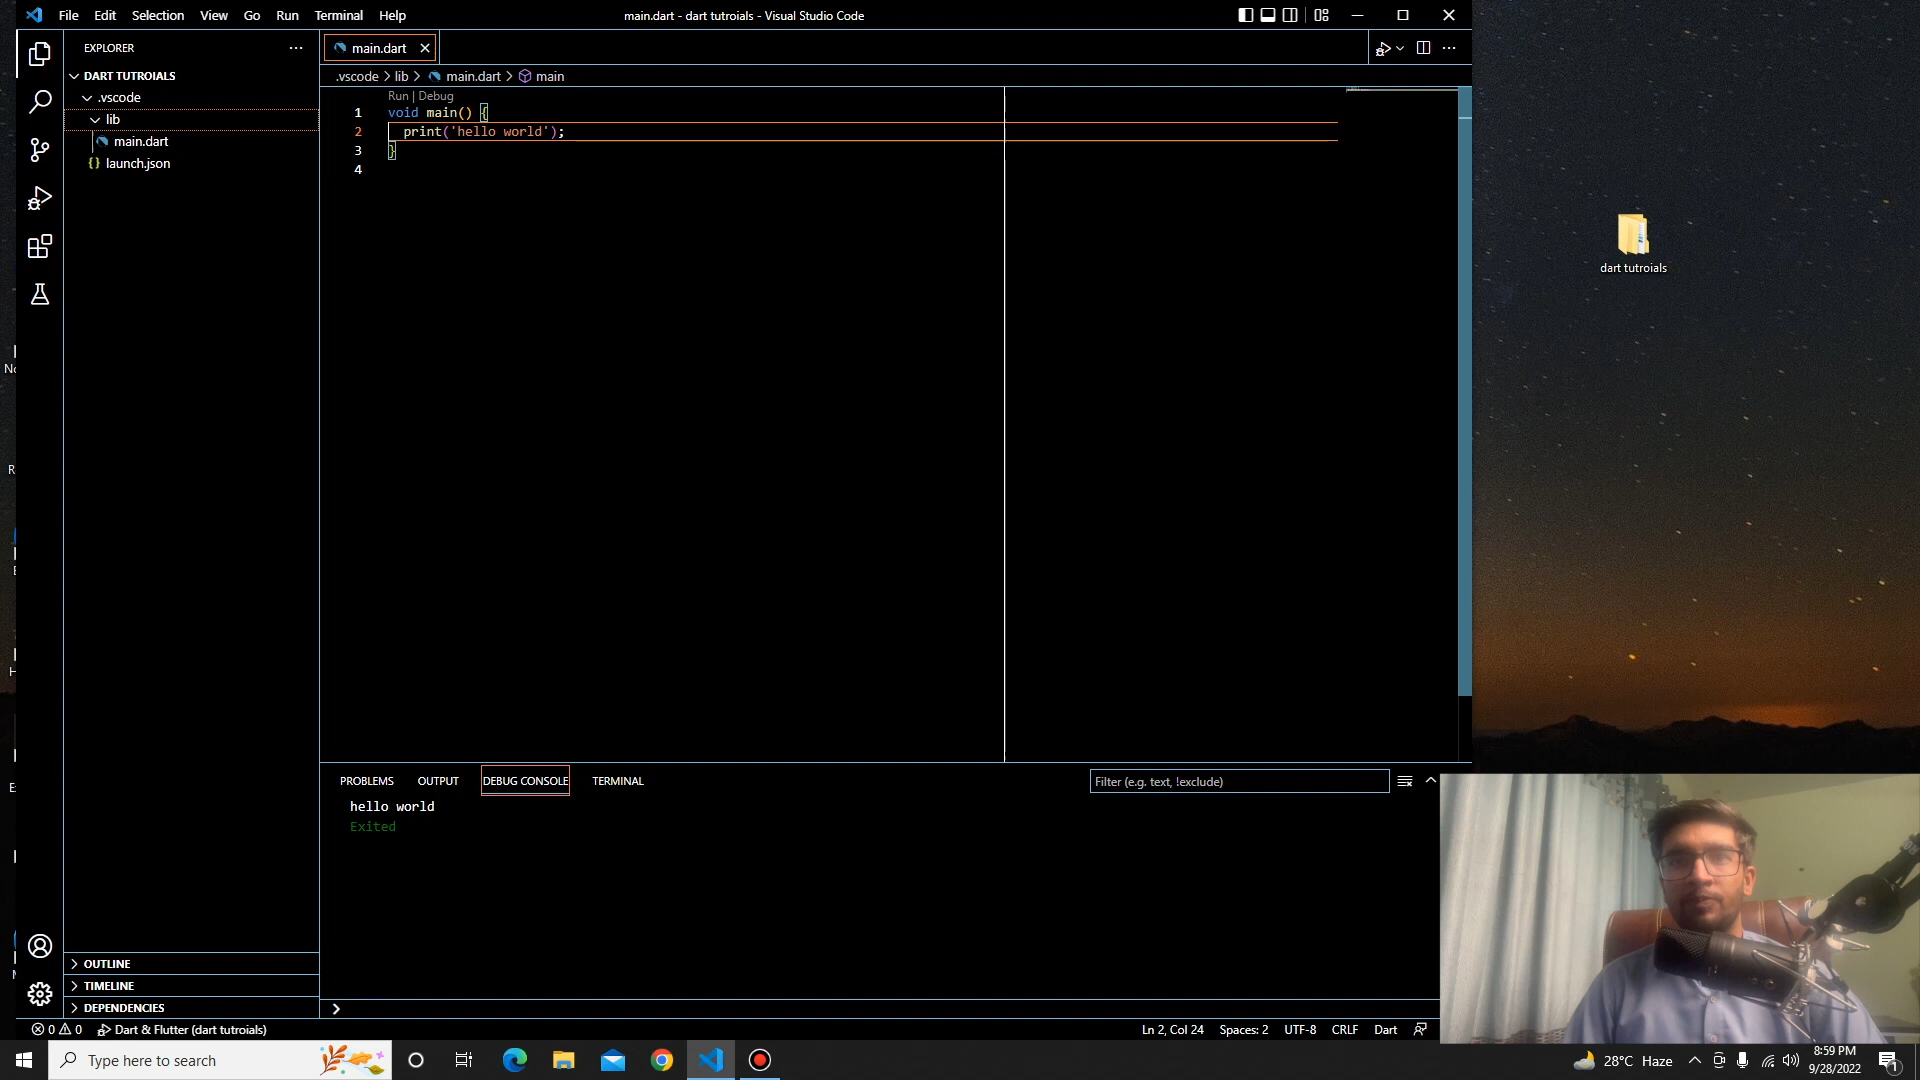 File Edit Selection View Go Run Terminal Help
main.dart - dart tutroials - Visual Studio Code
EXPLORER
main.dart
DART TUTROIALS
.vscode
lib
main.dart
launch.json
.vscode > lib > main.dart > main
Run | Debug
1 void main() {
2 print('hello world');
3 }
4
dart tutroials
PROBLEMS OUTPUT DEBUG CONSOLE TERMINAL
Filter (e.g. text, !exclude)
hello world
Exited
OUTLINE
TIMELINE
DEPENDENCIES
0 0 Dart & Flutter (dart tutroials)
Ln 2, Col 24 Spaces: 2 UTF-8 CRLF Dart
Type here to search
28°C Haze
8:59 PM
9/28/2022
1